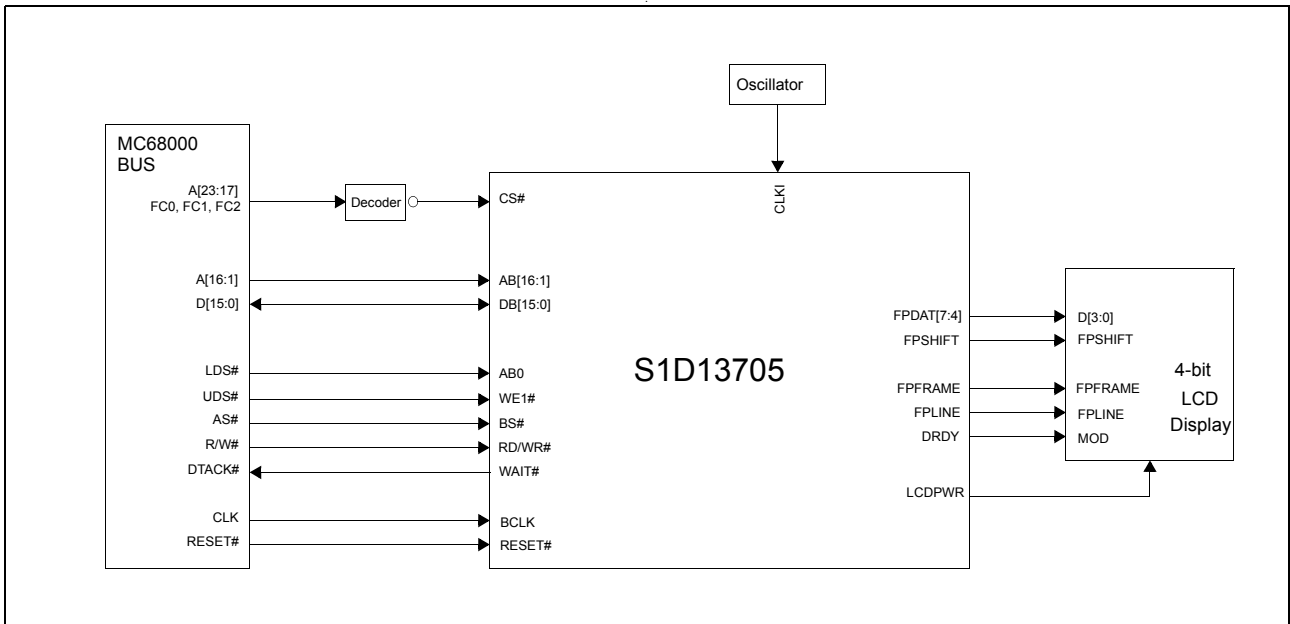 Oscillator
MC68000
BUS
A[23:17]
FC0, FC1, FC2
Decoder
CS#
CLKI
A[16:1]
AB[16:1]
D[15:0]
DB[15:0]
LDS#
AB0
UDS#
WE1#
AS#
BS#
R/W#
RD/WR#
DTACK#
WAIT#
CLK
BCLK
RESET#
RESET#
S1D13705
FPDAT[7:4]
D[3:0]
FPSHIFT
FPSHIFT
FPFRAME
FPFRAME
FPLINE
FPLINE
DRDY
MOD
LCDPWR
4-bit
LCD
Display